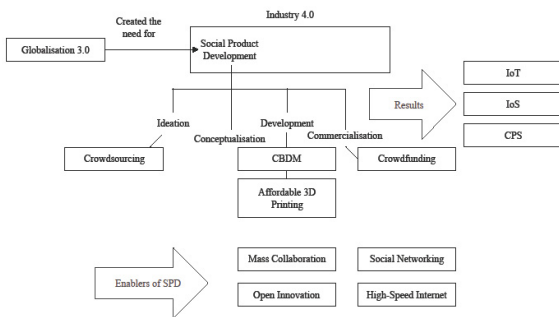 Industry 4.0
Created the
need for
Globalisation 3.0
Social Product
Development
IoT
Results
IoS
CPS
Ideation
Development
Conceptualisation
Commercialisation
Crowdsourcing
CBDM
Crowdfunding
Affordable 3D
Printing
Enablers of SPD
Mass Collaboration
Social Networking
Open Innovation
High-Speed Internet